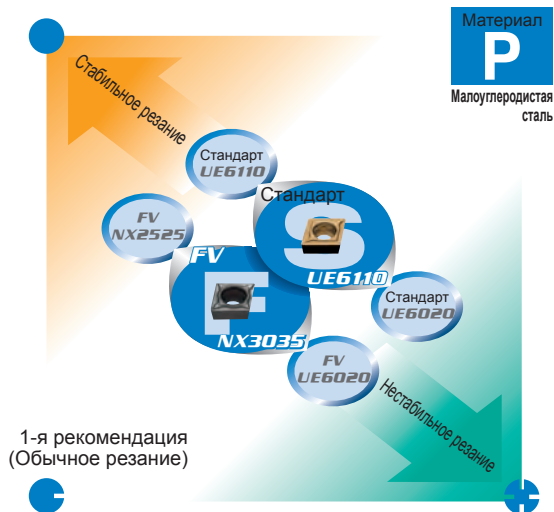 Материал
P
Малоуглеродистая
сталь
Стабильное резание
Стандарт
UE6110
FV
NX2525
Стандарт
S
UE6110
FV
F
NX3035
Стандарт
UE6020
FV
UE6020
Нестабильное резание
1-я рекомендация
(Обычное резание)